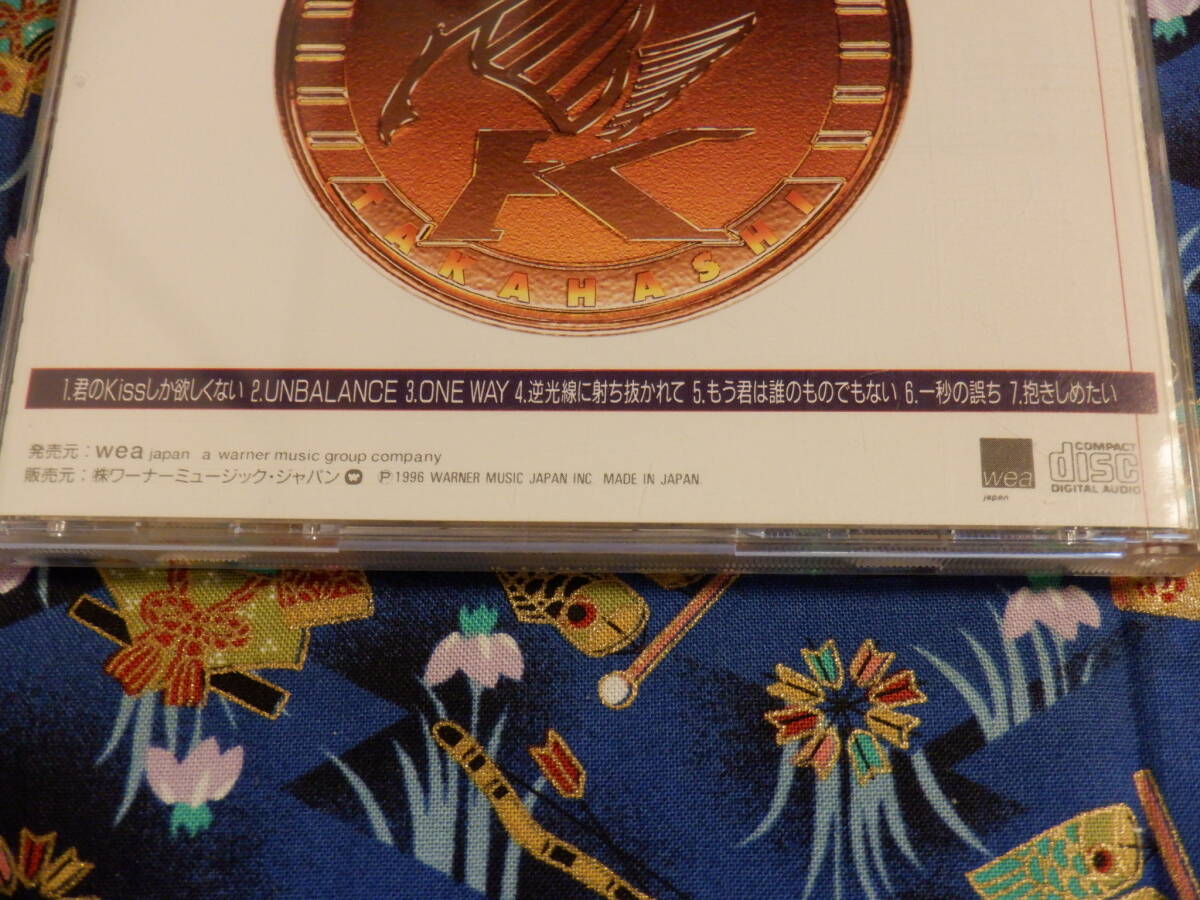 K
TAKAHASHI
1.君のKissしか欲しくない 2.UNBALANCE 3.ONE WAY 4.逆光線に射ち抜かれて 5.もう君は誰のものでもない 6.一秒の誤ち 7.抱きしめたい
発売元：wea japan a warner music group company
販売元：㈱ワーナーミュージック・ジャパン Ⓦ ℗1996 WARNER MUSIC JAPAN INC. MADE IN JAPAN.
wea
japan
COMPACT
disc
DIGITAL AUDIO